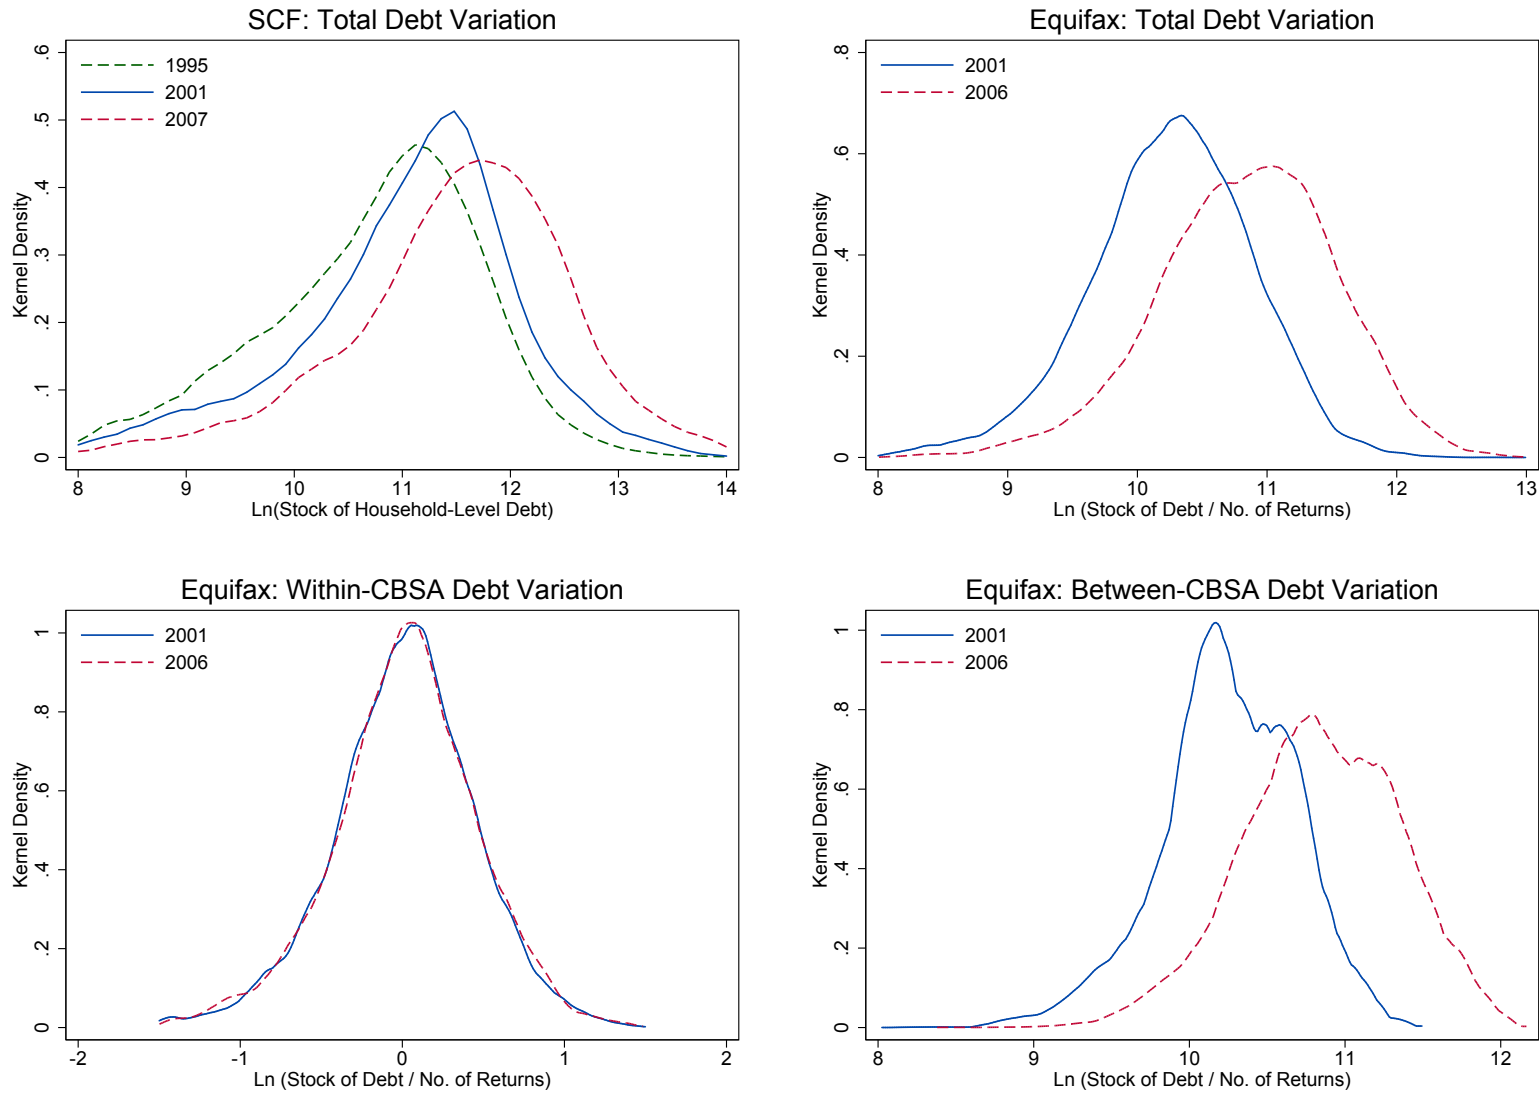 SCF: Total Debt Variation
.6
.5
.4
.3
.2
.1
0
Kernel Density
1995
2001
2007
8 9 10 11 12 13 14
Ln(Stock of Household-Level Debt)
Equifax: Total Debt Variation
.8
.6
.4
.2
0
Kernel Density
2001
2006
8 9 10 11 12 13
Ln (Stock of Debt / No. of Returns)
Equifax: Within-CBSA Debt Variation
1
.8
.6
.4
.2
0
Kernel Density
2001
2006
-2 -1 0 1 2
Ln (Stock of Debt / No. of Returns)
Equifax: Between-CBSA Debt Variation
1
.8
.6
.4
.2
0
Kernel Density
2001
2006
8 9 10 11 12
Ln (Stock of Debt / No. of Returns)